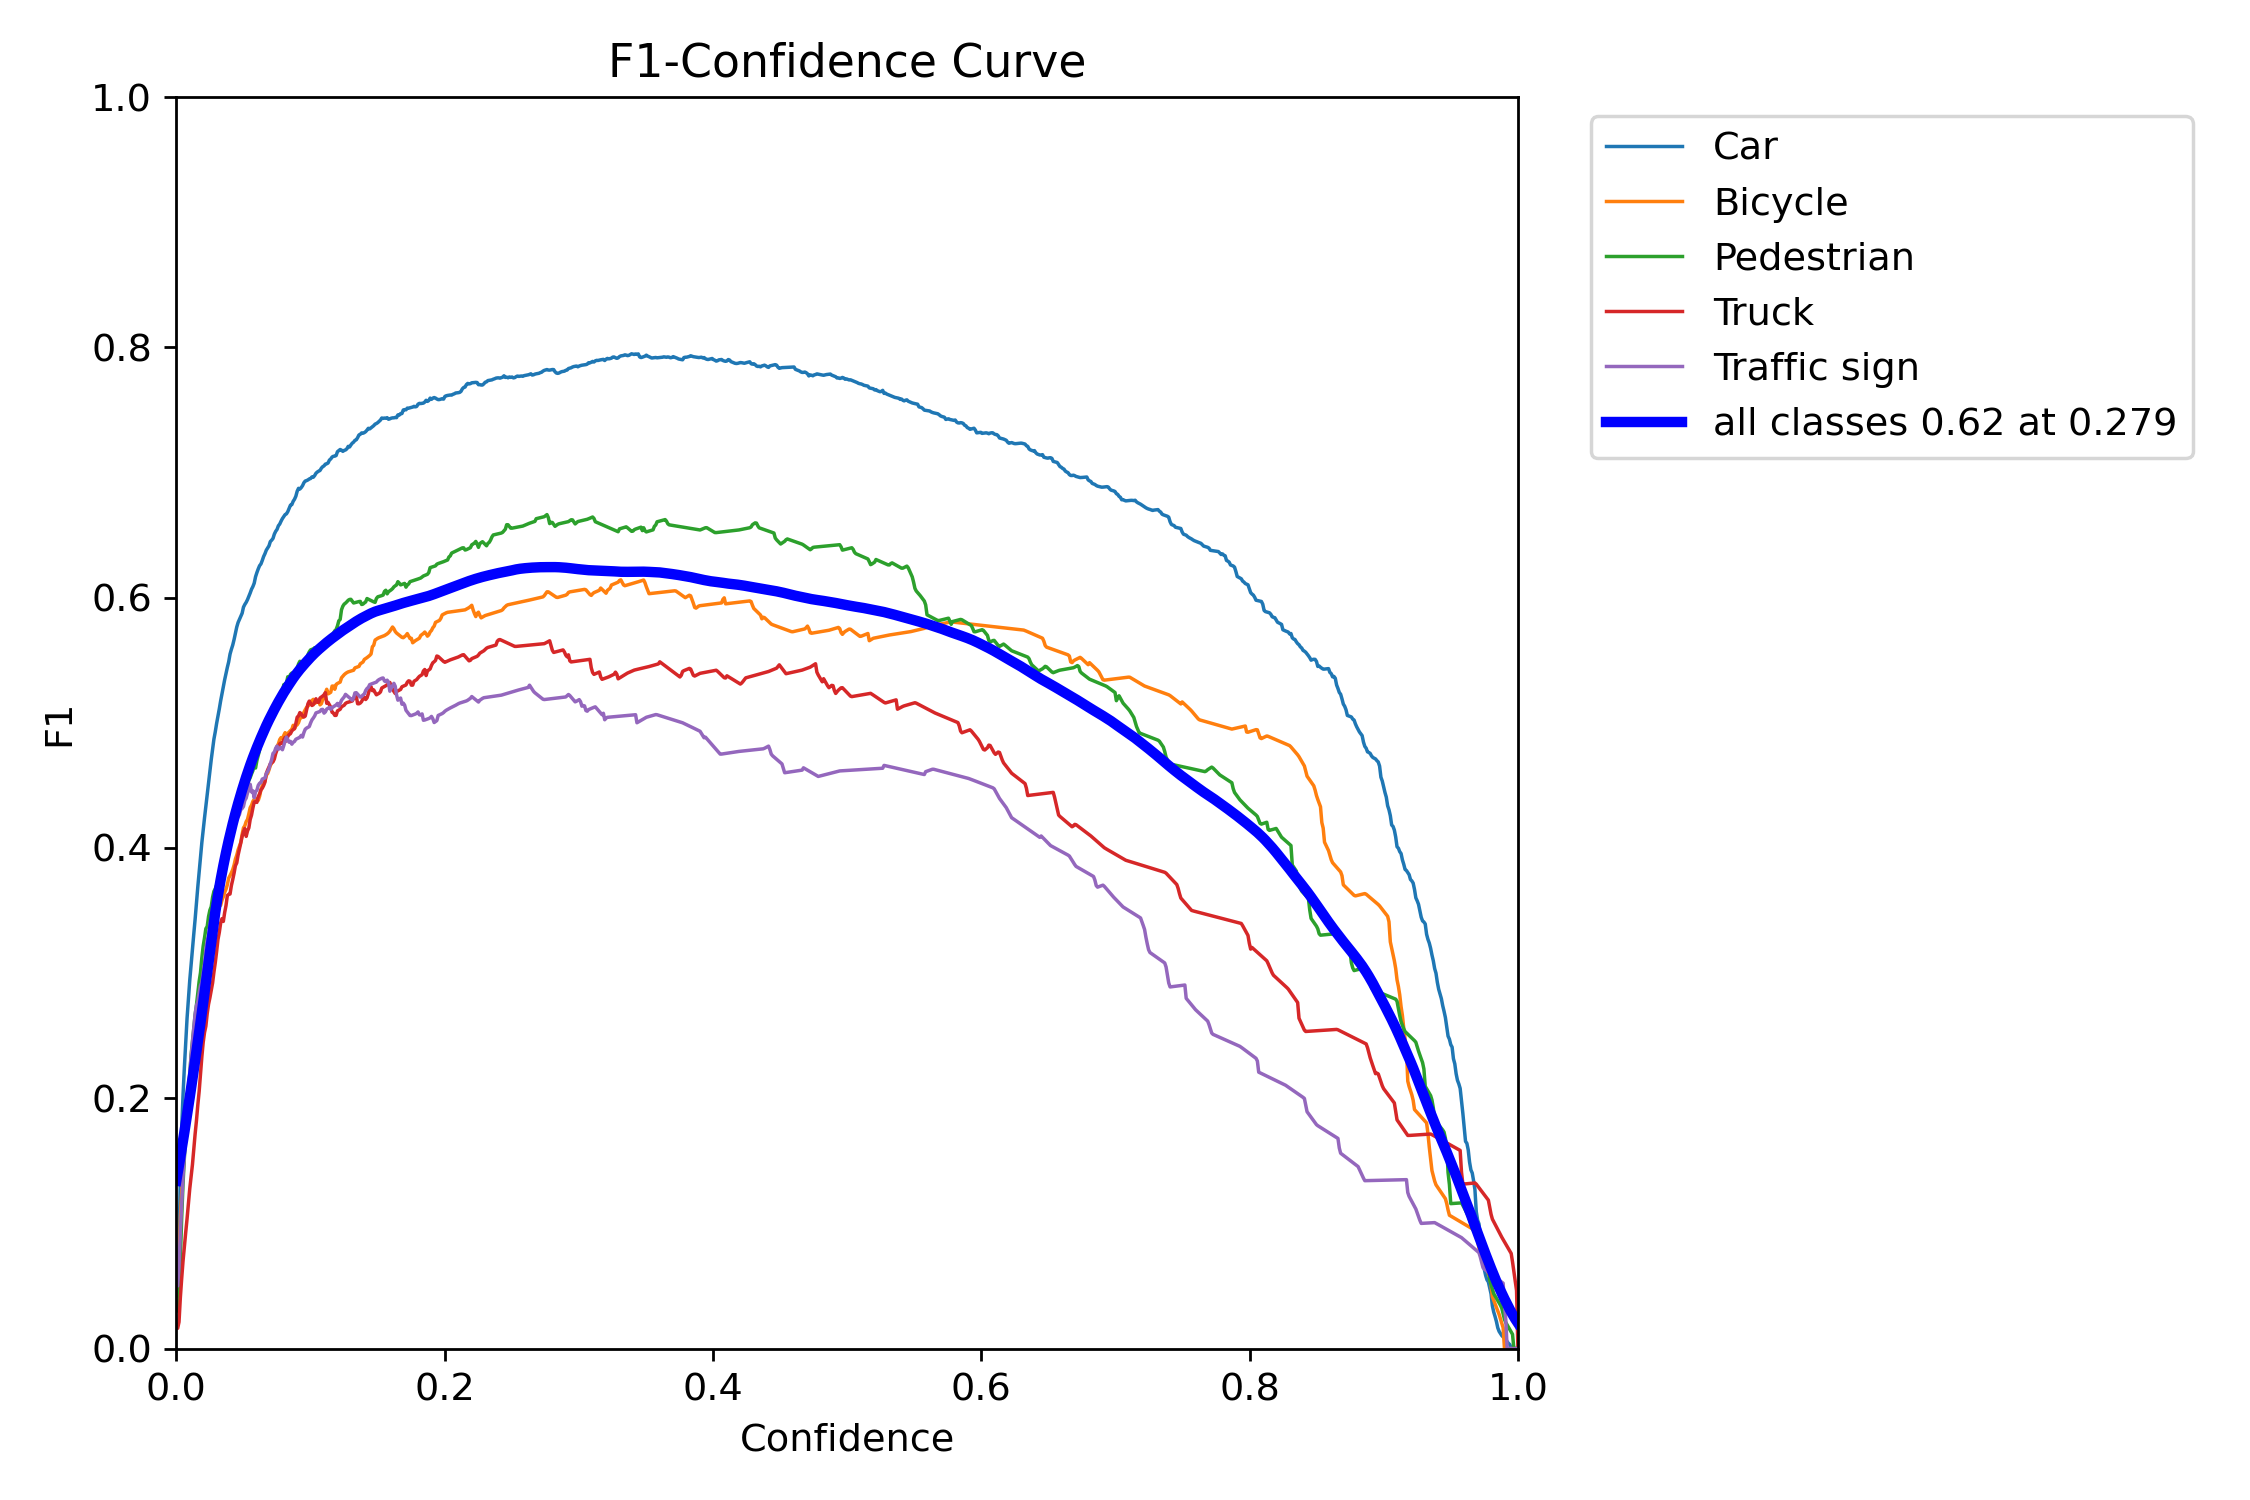 F1-Confidence Curve
1.0
0.8
0.6
0.4
0.2
0.0
F1
0.0 0.2 0.4 0.6 0.8 1.0
Confidence
Car
Bicycle
Pedestrian
Truck
Traffic sign
all classes 0.62 at 0.279